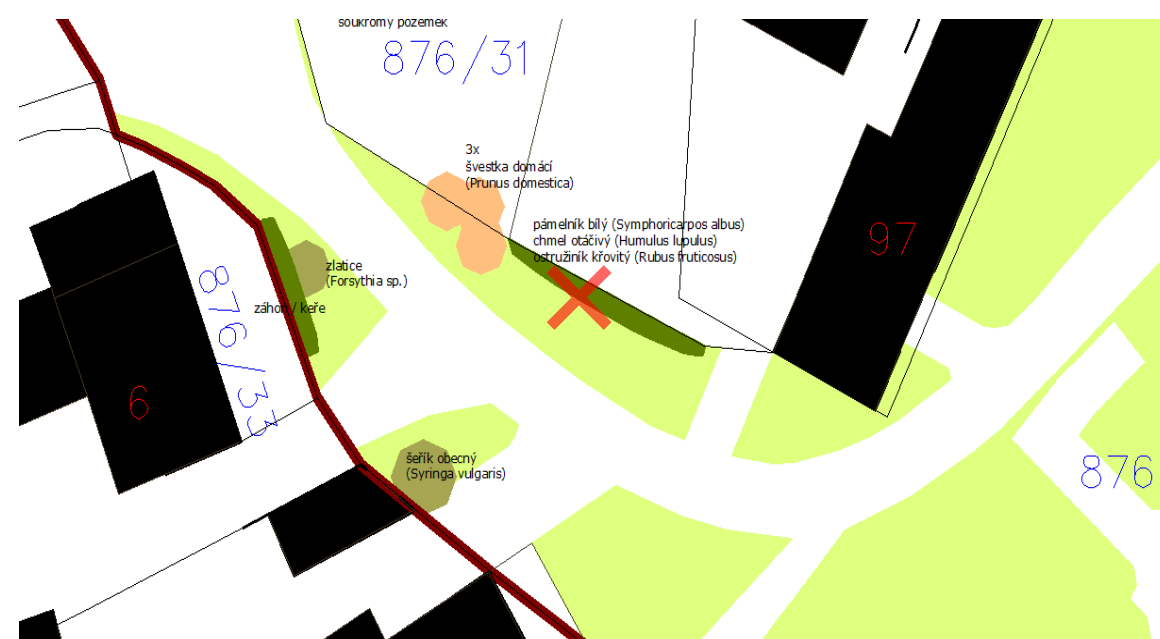 soukromý pozemek
876/31
3x
švestka domácí
(Prunus domestica)
pámelník bílý (Symphoricarpos albus)
chmel otáčivý (Humulus lupulus)
ostružiník křovitý (Rubus fruticosus)
97
zlatice
(Forsythia sp.)
záhon / keře
876/33
6
šeřík obecný
(Syringa vulgaris)
876